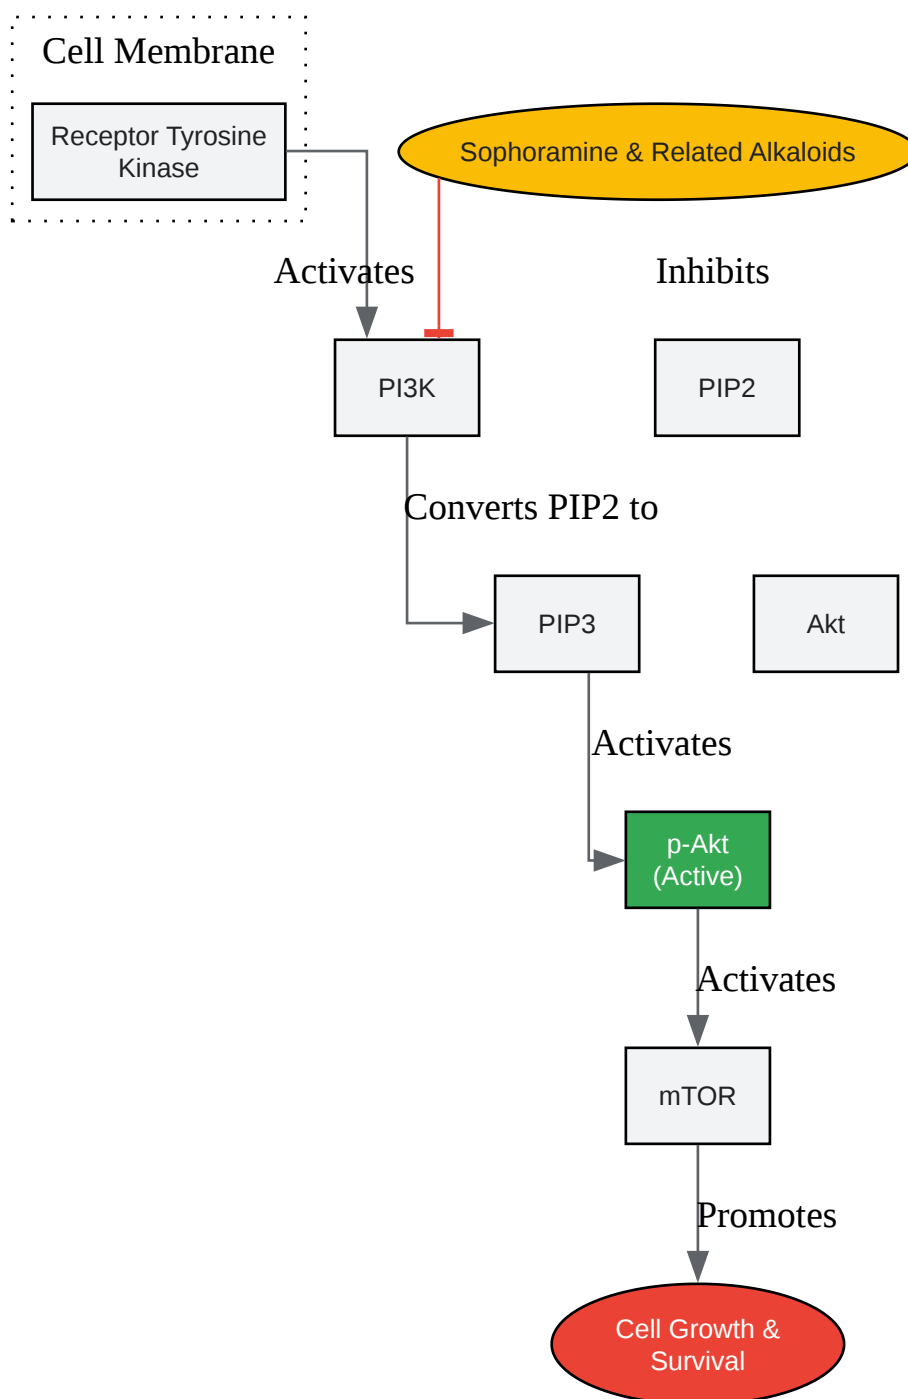 Cell Membrane
Receptor Tyrosine
Kinase
Sophoramine & Related Alkaloids
Activates
Inhibits
PI3K
PIP2
Converts PIP2 to
PIP3
Akt
Activates
p-Akt
(Active)
Activates
mTOR
Promotes
Cell Growth &
Survival